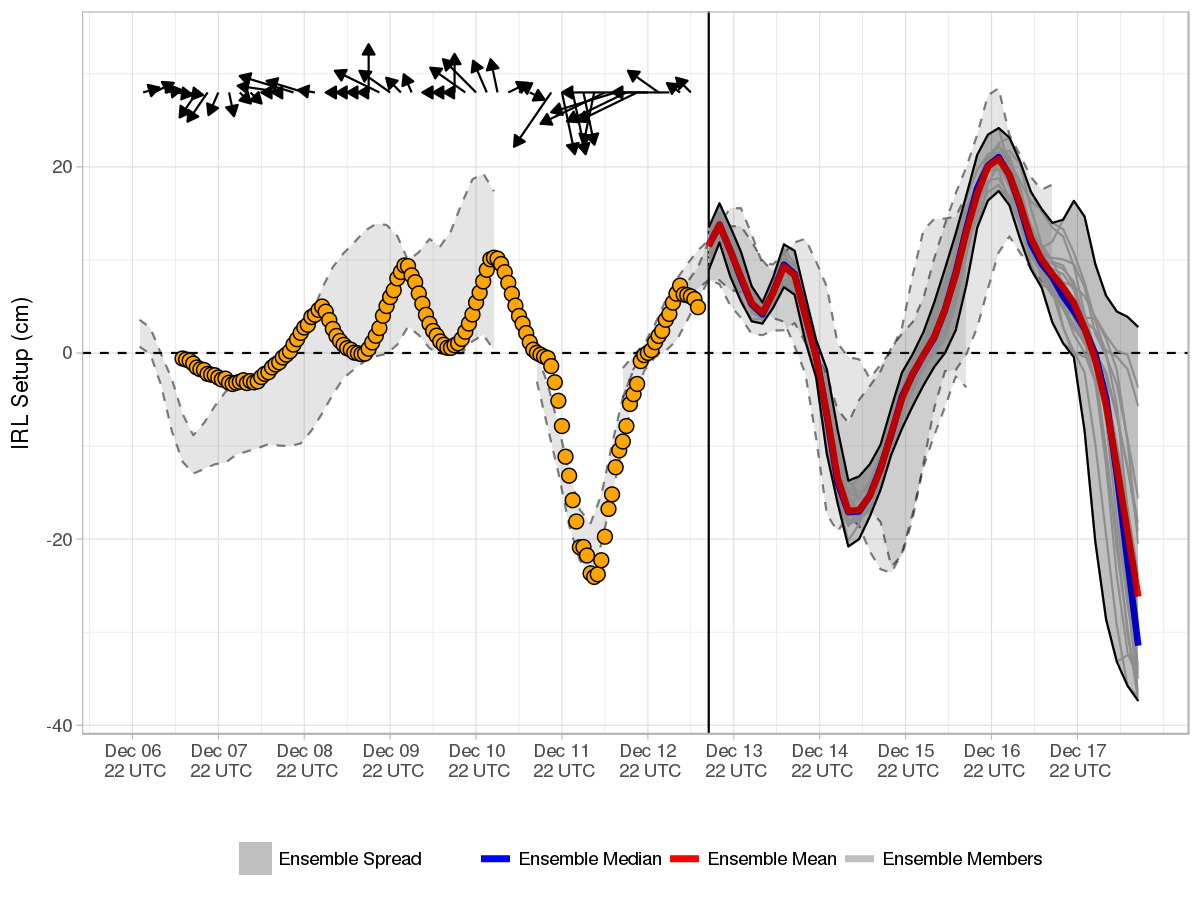 IRL Setup (cm)
20
0
-20
-40
Dec 06 Dec 07 Dec 08 Dec 09 Dec 10 Dec 11 Dec 12 Dec 13 Dec 14 Dec 15 Dec 16 Dec 17
22 UTC 22 UTC 22 UTC 22 UTC 22 UTC 22 UTC 22 UTC 22 UTC 22 UTC 22 UTC 22 UTC 22 UTC
Ensemble Spread Ensemble Median Ensemble Mean Ensemble Members